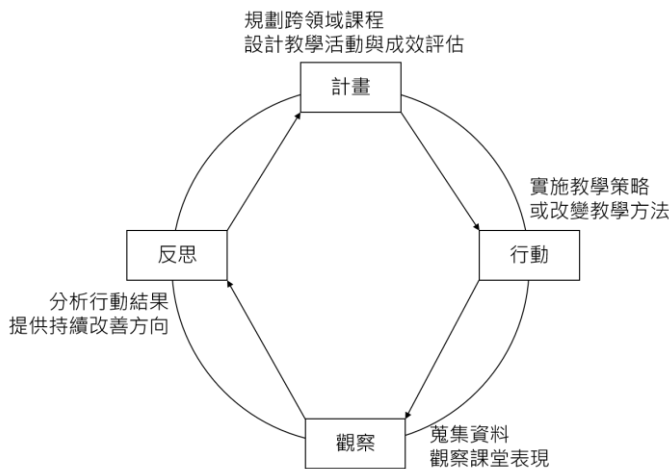 規劃跨領域課程
設計教學活動與成效評估
計畫
實施教學策略
或改變教學方法
反思
行動
分析行動結果
提供持續改善方向
觀察
蒐集資料
觀察課堂表現